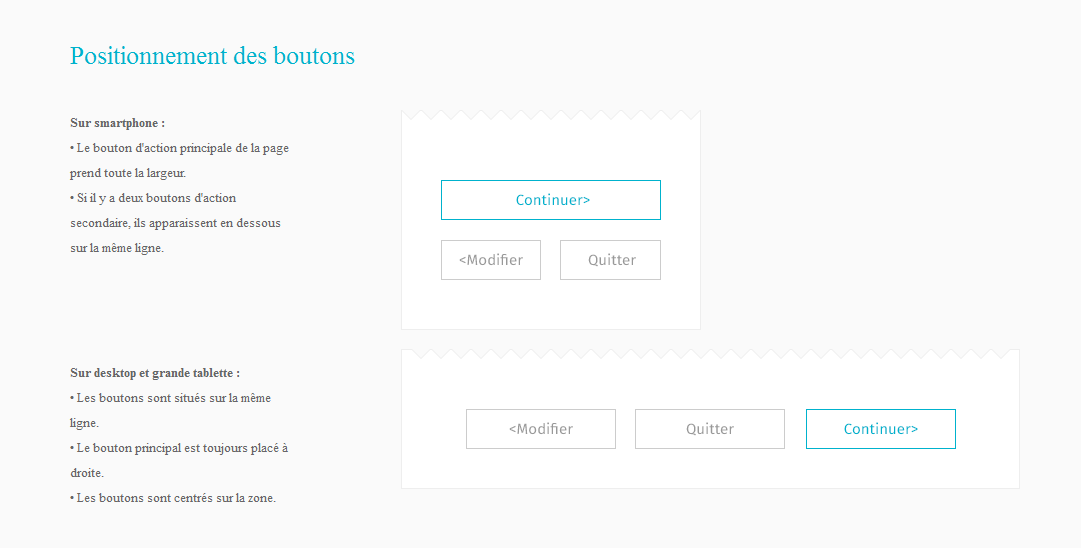 Positionnement des boutons
Sur smartphone :
• Le bouton d'action principale de la page
prend toute la largeur.
• Si il y a deux boutons d'action
secondaire, ils apparaissent en dessous
sur la même ligne.
Continuer>
<Modifier
Quitter
Sur desktop et grande tablette :
• Les boutons sont situés sur la même
ligne.
• Le bouton principal est toujours placé à
droite.
• Les boutons sont centrés sur la zone.
<Modifier
Quitter
Continuer>